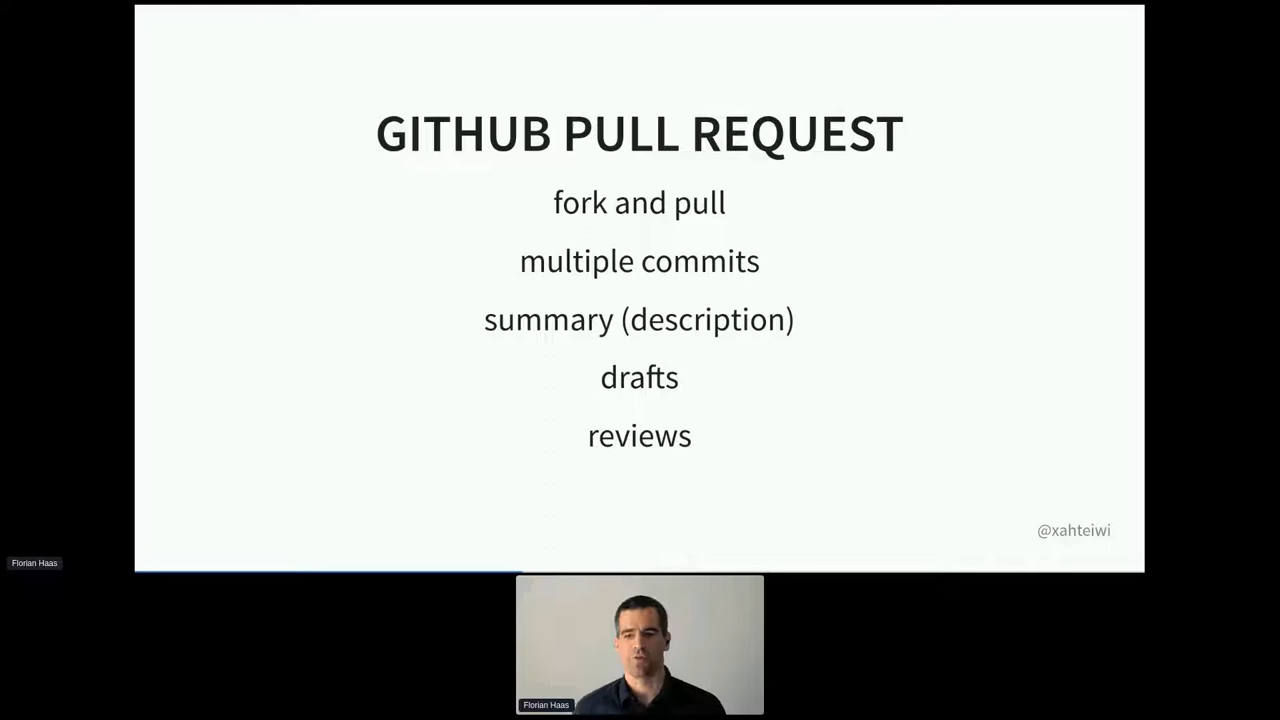 GITHUB PULL REQUEST
fork and pull
multiple commits
summary (description)
drafts
reviews
@xahteiwi
Florian Haas
Florian Haas